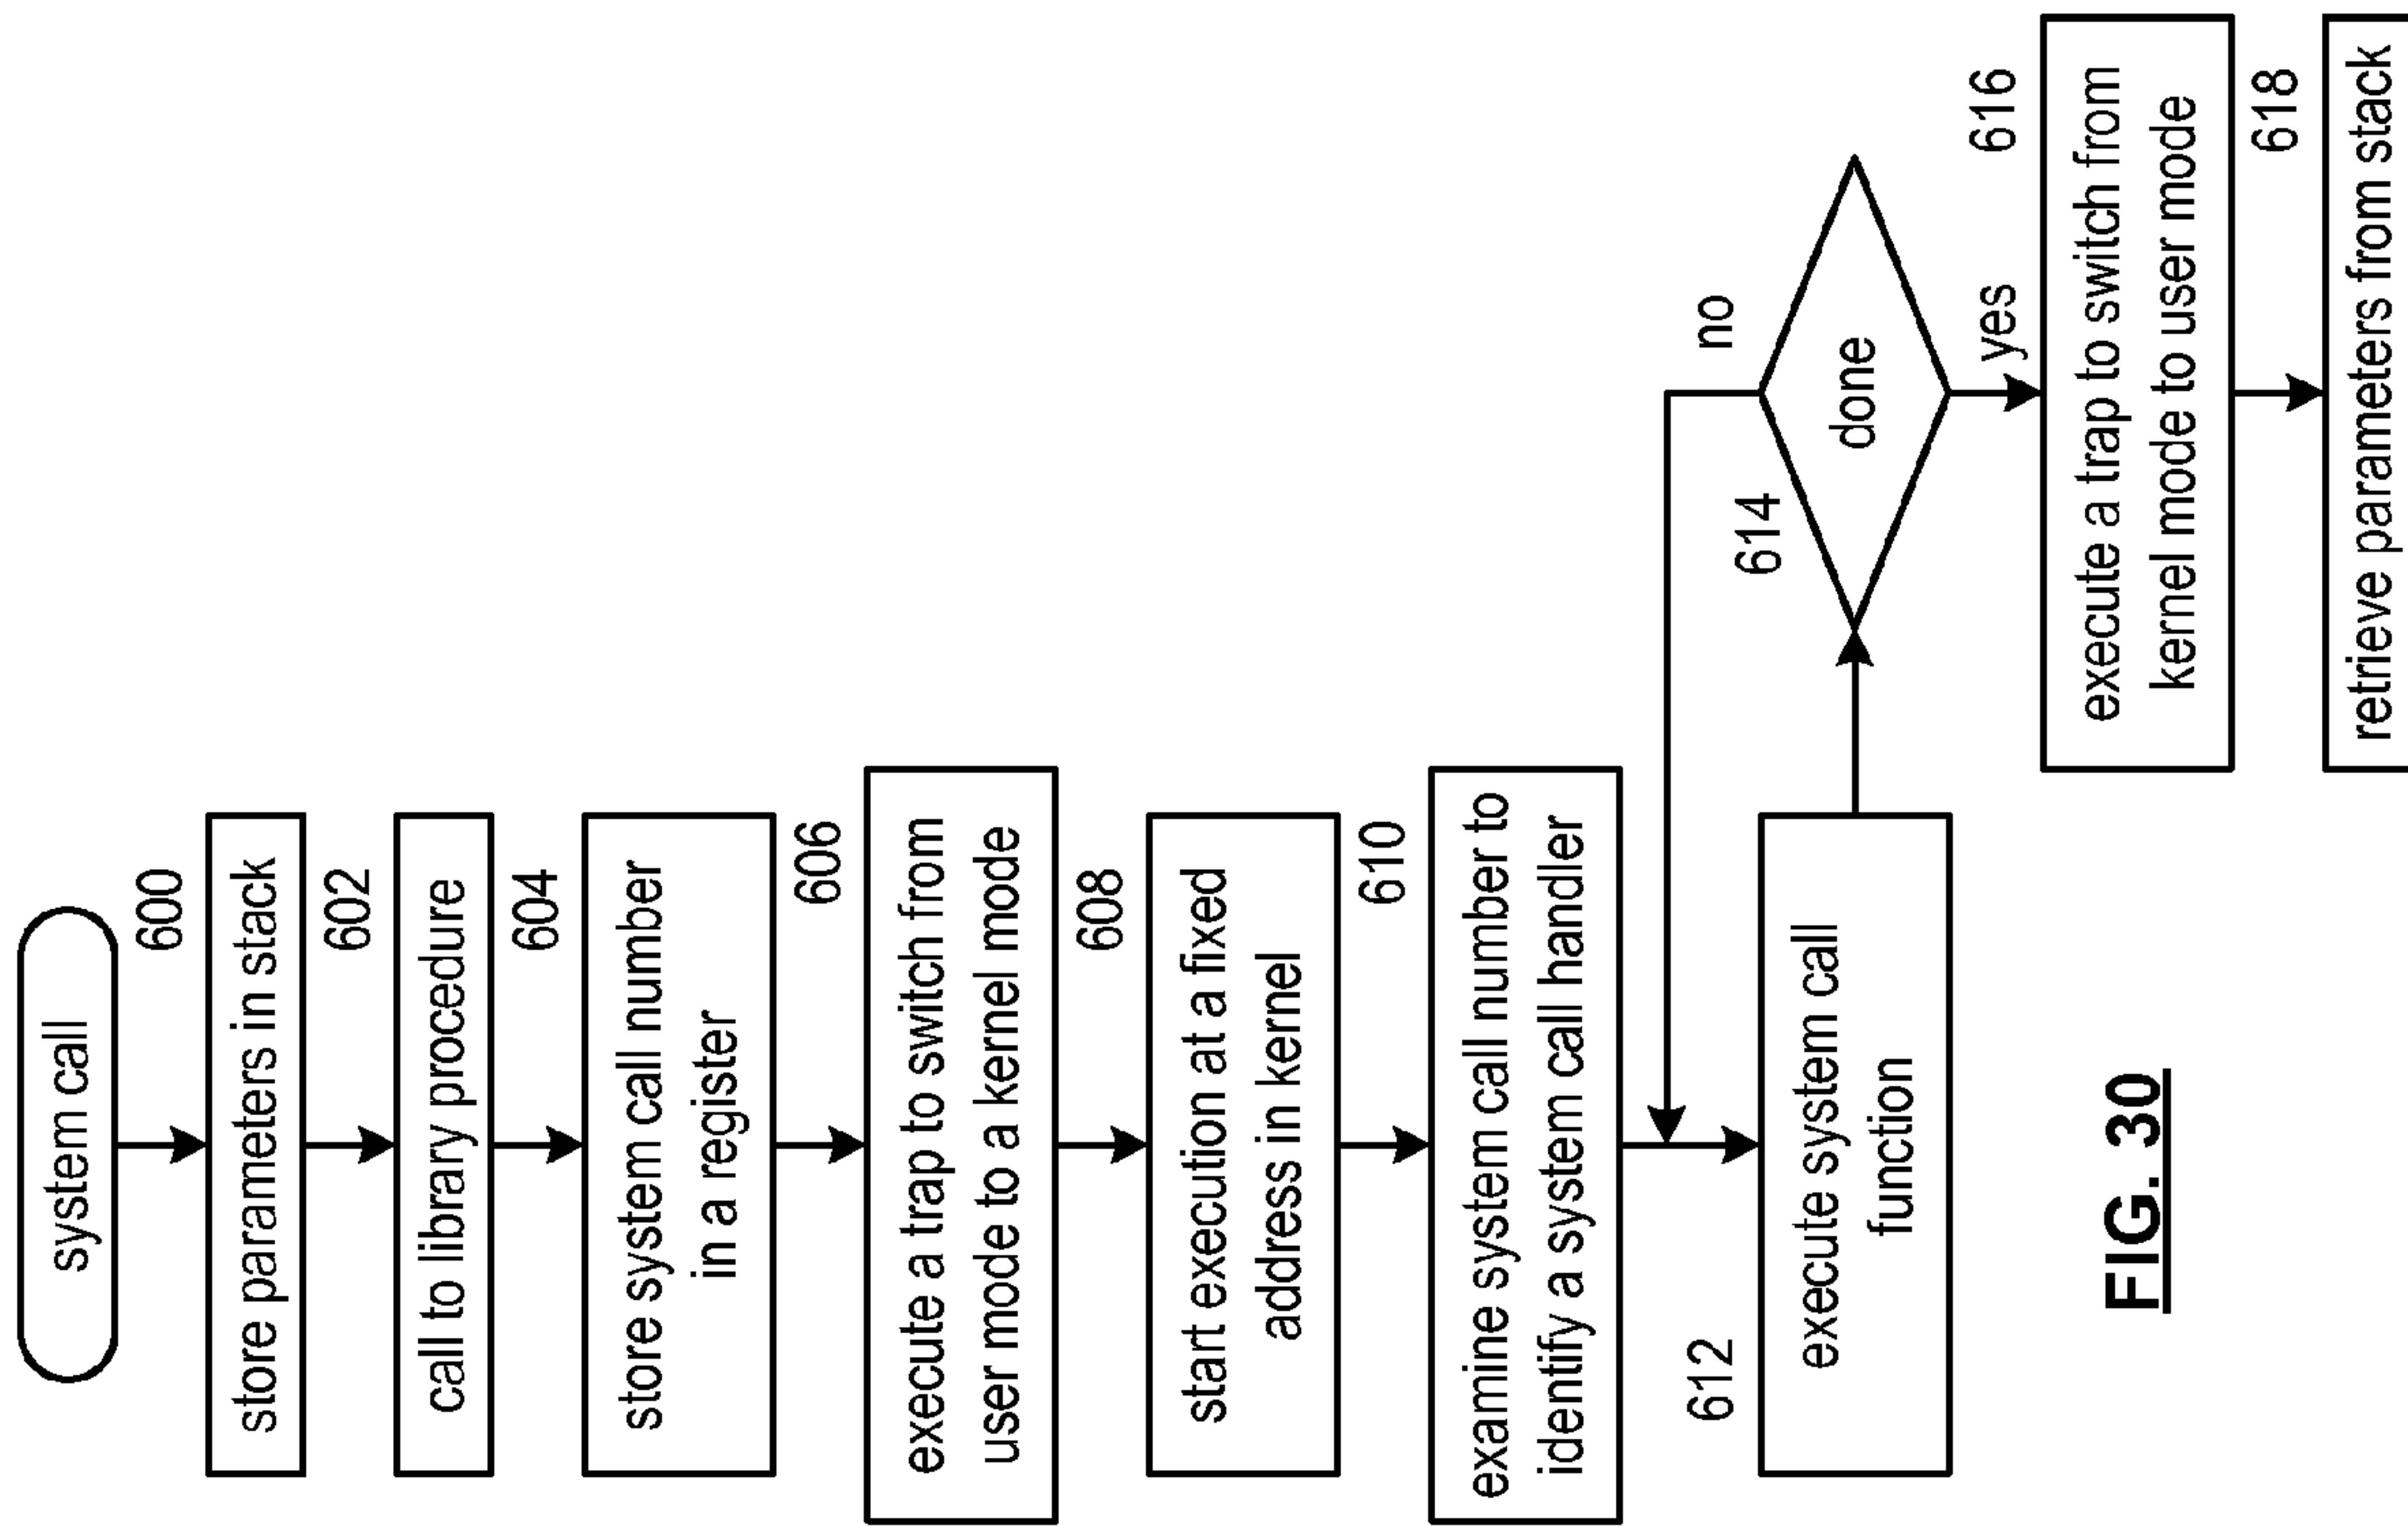 system call
600
store parameters in stack
602
call to library procedure
604
store system call number
in a register
606
execute a trap to switch from
user mode to a kernel mode
608
start execution at a fixed
address in kernel
610
examine system call number to
identify a system call handler
612
execute system call
function
614
done
no
yes
616
execute a trap to switch from
kernel mode to user mode
618
retrieve parameters from stack
FIG. 30